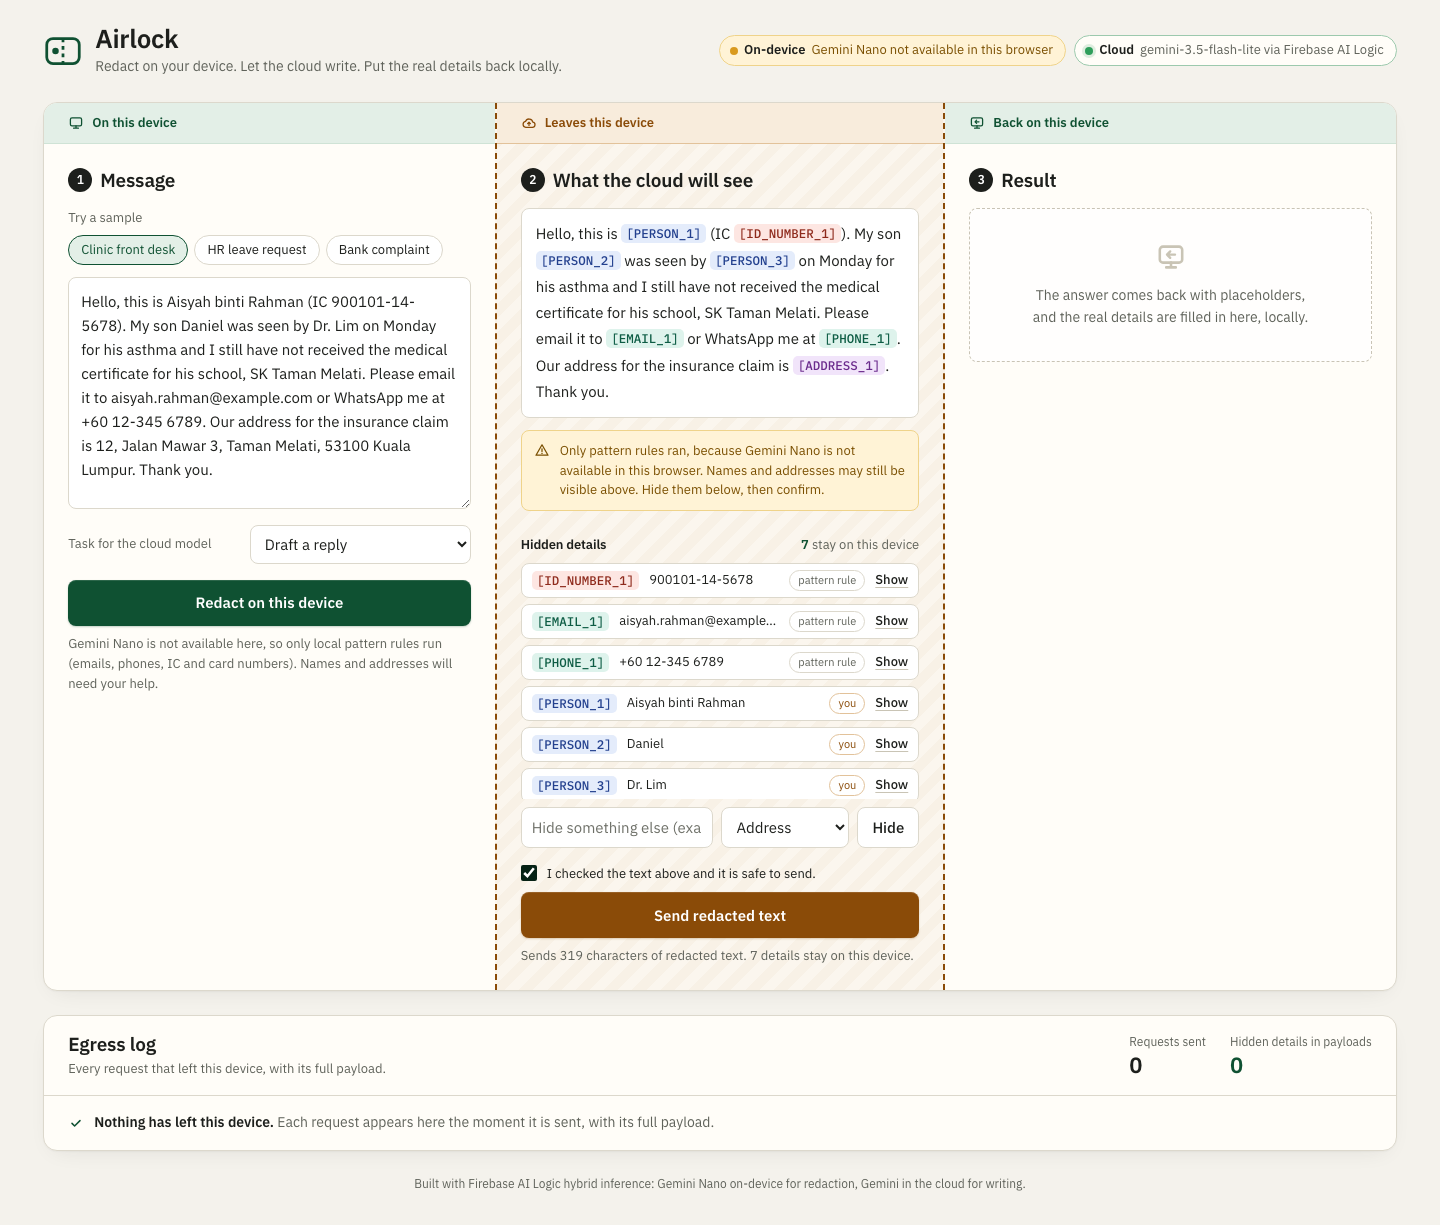 Airlock
Redact on your device. Let the cloud write. Put the real details back locally.
On-device Gemini Nano not available in this browser
Cloud gemini-3.5-flash-lite via Firebase AI Logic
On this device
1 Message
Try a sample
Clinic front desk
HR leave request
Bank complaint
Hello, this is Aisyah binti Rahman (IC 900101-14-
5678). My son Daniel was seen by Dr. Lim on Monday
for his asthma and I still have not received the medical
certificate for his school, SK Taman Melati. Please email
it to aisyah.rahman@example.com or WhatsApp me at
+60 12-345 6789. Our address for the insurance claim
is 12, Jalan Mawar 3, Taman Melati, 53100 Kuala
Lumpur. Thank you.
Task for the cloud model
Draft a reply
Redact on this device
Gemini Nano is not available here, so only local pattern rules run
(emails, phones, IC and card numbers). Names and addresses will
need your help.
Leaves this device
2 What the cloud will see
Hello, this is [PERSON_1] (IC [ID_NUMBER_1]). My son
[PERSON_2] was seen by [PERSON_3] on Monday for
his asthma and I still have not received the medical
certificate for his school, SK Taman Melati. Please
email it to [EMAIL_1] or WhatsApp me at [PHONE_1].
Our address for the insurance claim is [ADDRESS_1].
Thank you.
Only pattern rules ran, because Gemini Nano is not
available in this browser. Names and addresses may still be
visible above. Hide them below, then confirm.
Hidden details
7 stay on this device
[ID_NUMBER_1] 900101-14-5678 pattern rule Show
[EMAIL_1] aisyah.rahman@example... pattern rule Show
[PHONE_1] +60 12-345 6789 pattern rule Show
[PERSON_1] Aisyah binti Rahman you Show
[PERSON_2] Daniel you Show
[PERSON_3] Dr. Lim you Show
Hide something else (exa
Address
Hide
I checked the text above and it is safe to send.
Send redacted text
Sends 319 characters of redacted text. 7 details stay on this device.
Back on this device
3 Result
The answer comes back with placeholders,
and the real details are filled in here, locally.
Egress log
Every request that left this device, with its full payload.
Requests sent
0
Hidden details in payloads
0
Nothing has left this device. Each request appears here the moment it is sent, with its full payload.
Built with Firebase AI Logic hybrid inference: Gemini Nano on-device for redaction, Gemini in the cloud for writing.